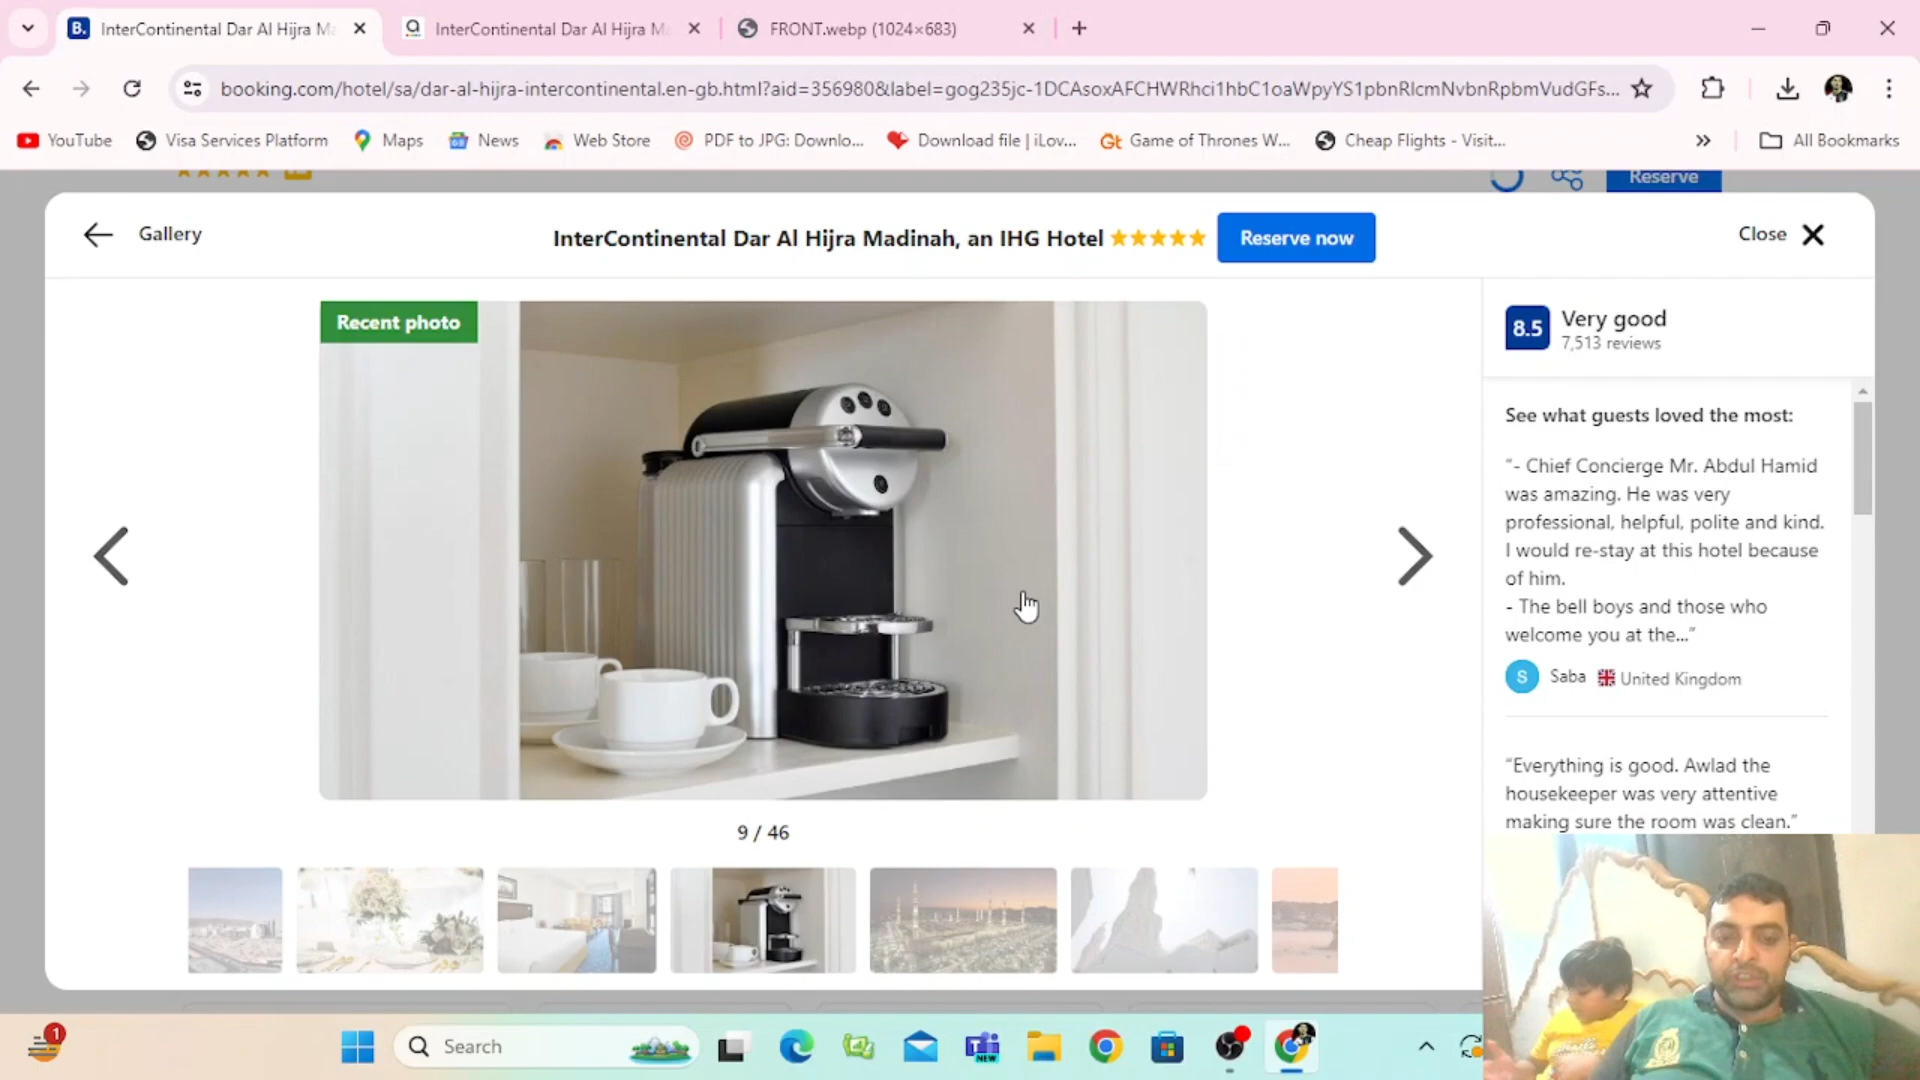 B. InterContinental Dar Al Hijra Ma
InterContinental Dar Al Hijra Ma
FRONT.webp (1024×683)
booking.com/hotel/sa/dar-al-hijra-intercontinental.en-gb.html?aid=356980&label=gog235jc-1DCAsoxAFCHWRhci1hbC1oaWpyYS1pbnRlcmNvbnRpbmVudGFs...
YouTube
Visa Services Platform
Maps
News
Web Store
PDF to JPG: Downlo...
Download file | iLov...
Gt Game of Thrones W...
Cheap Flights - Visit...
All Bookmarks
Reserve
Gallery
InterContinental Dar Al Hijra Madinah, an IHG Hotel
Reserve now
Close
Recent photo
9 / 46
8.5
Very good
7,513 reviews
See what guests loved the most:
“- Chief Concierge Mr. Abdul Hamid
was amazing. He was very
professional, helpful, polite and kind.
I would re-stay at this hotel because
of him.
- The bell boys and those who
welcome you at the...”
S Saba United Kingdom
“Everything is good. Awlad the
housekeeper was very attentive
making sure the room was clean.”
1
Search
NEW